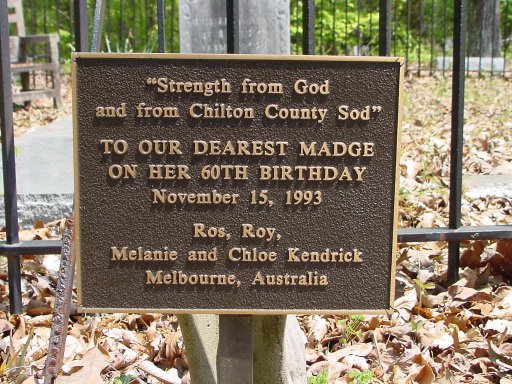 “Strength from God
and from Chilton County Sod”
TO OUR DEAREST MADGE
ON HER 60TH BIRTHDAY
November 15, 1993
Ros, Roy,
Melanie and Chloe Kendrick
Melbourne, Australia